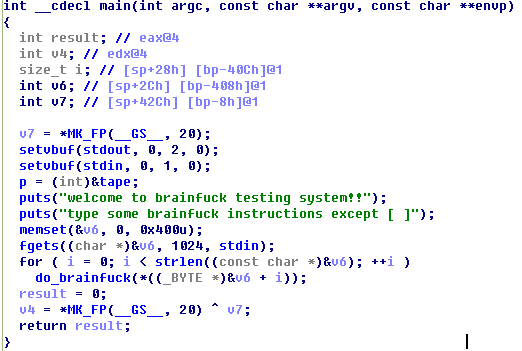 int __cdecl main(int argc, const char **argv, const char **envp)
{
  int result; // eax@4
  int v4; // edx@4
  size_t i; // [sp+28h] [bp-40Ch]@1
  int v6; // [sp+2Ch] [bp-408h]@1
  int v7; // [sp+42Ch] [bp-8h]@1

  v7 = *MK_FP(__GS__, 20);
  setvbuf(stdout, 0, 2, 0);
  setvbuf(stdin, 0, 1, 0);
  p = (int)&tape;
  puts("welcome to brainfuck testing system!!");
  puts("type some brainfuck instructions except [ ]");
  memset(&v6, 0, 0x400u);
  fgets((char *)&v6, 1024, stdin);
  for ( i = 0; i < strlen((const char *)&v6); ++i )
    do_brainfuck(*((_BYTE *)&v6 + i));
  result = 0;
  v4 = *MK_FP(__GS__, 20) ^ v7;
  return result;
}